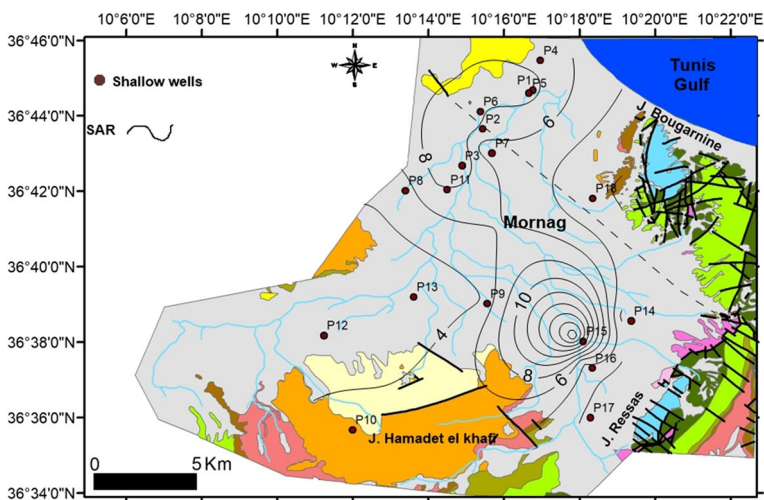 10°6'0"E 10°8'0"E 10°10'0"E 10°12'0"E 10°14'0"E 10°16'0"E 10°18'0"E 10°20'0"E 10°22'0"E
36°46'0"N
N
W E
S
P4
Tunis
Gulf
Shallow wells
P1 P5
P6
J. Bougarnine
36°44'0"N
SAR
P2
6
8
P7
P3
36°42'0"N
P8
P11
P18
Mornag
36°40'0"N
P13
P9
10
P14
36°38'0"N
P12
4
P15
P16
8
6
36°36'0"N
P10
P17
J. Ressas
J. Hamadet el khafr
0 5 Km
36°34'0"N